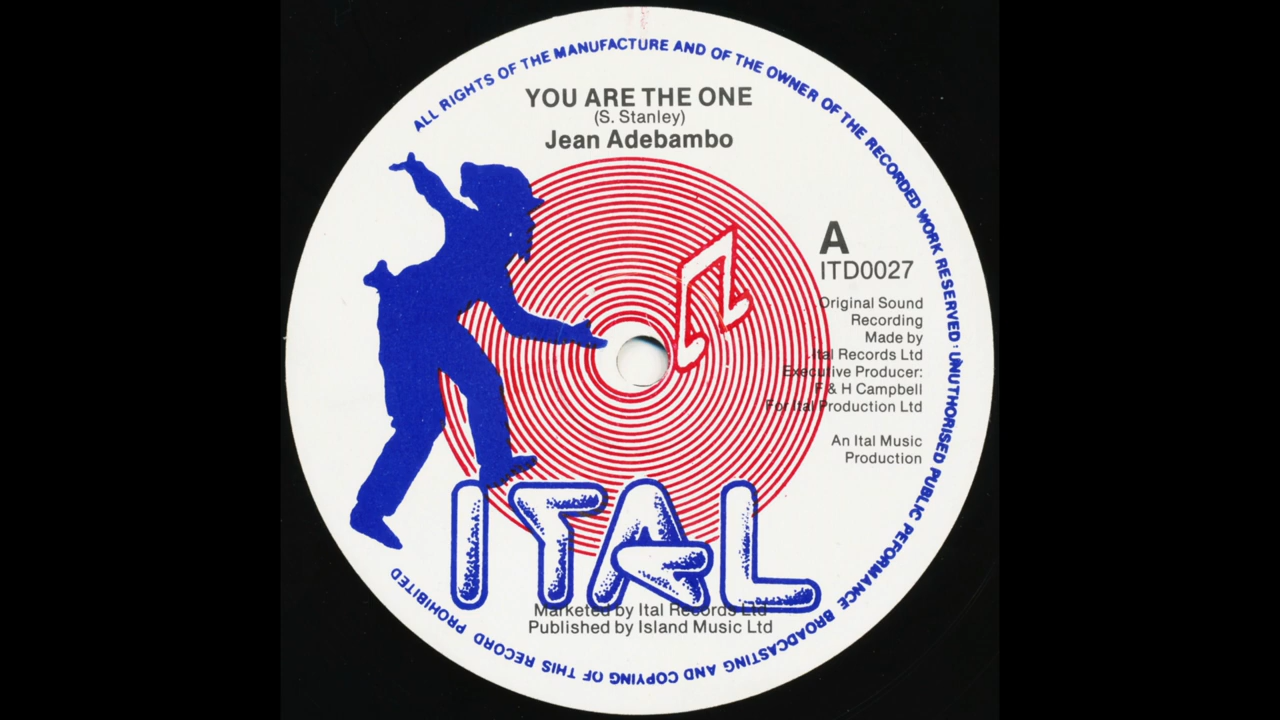 ALL RIGHTS OF THE MANUFACTURE AND OF THE OWNER OF THE RECORDED WORK RESERVED · UNUTHORISED PUBLIC PEFORMANCE BROADCASTING AND COPYING OF THIS RECORD PROHIBITED
YOU ARE THE ONE
(S. Stanley)
Jean Adebambo
A
ITD0027
Original Sound
Recording
Made by
Ital Records Ltd
Executive Producer:
F & H Campbell
For Ital Production Ltd
An Ital Music
Production
ITAL
Marketed by Ital Records Ltd
Published by Island Music Ltd